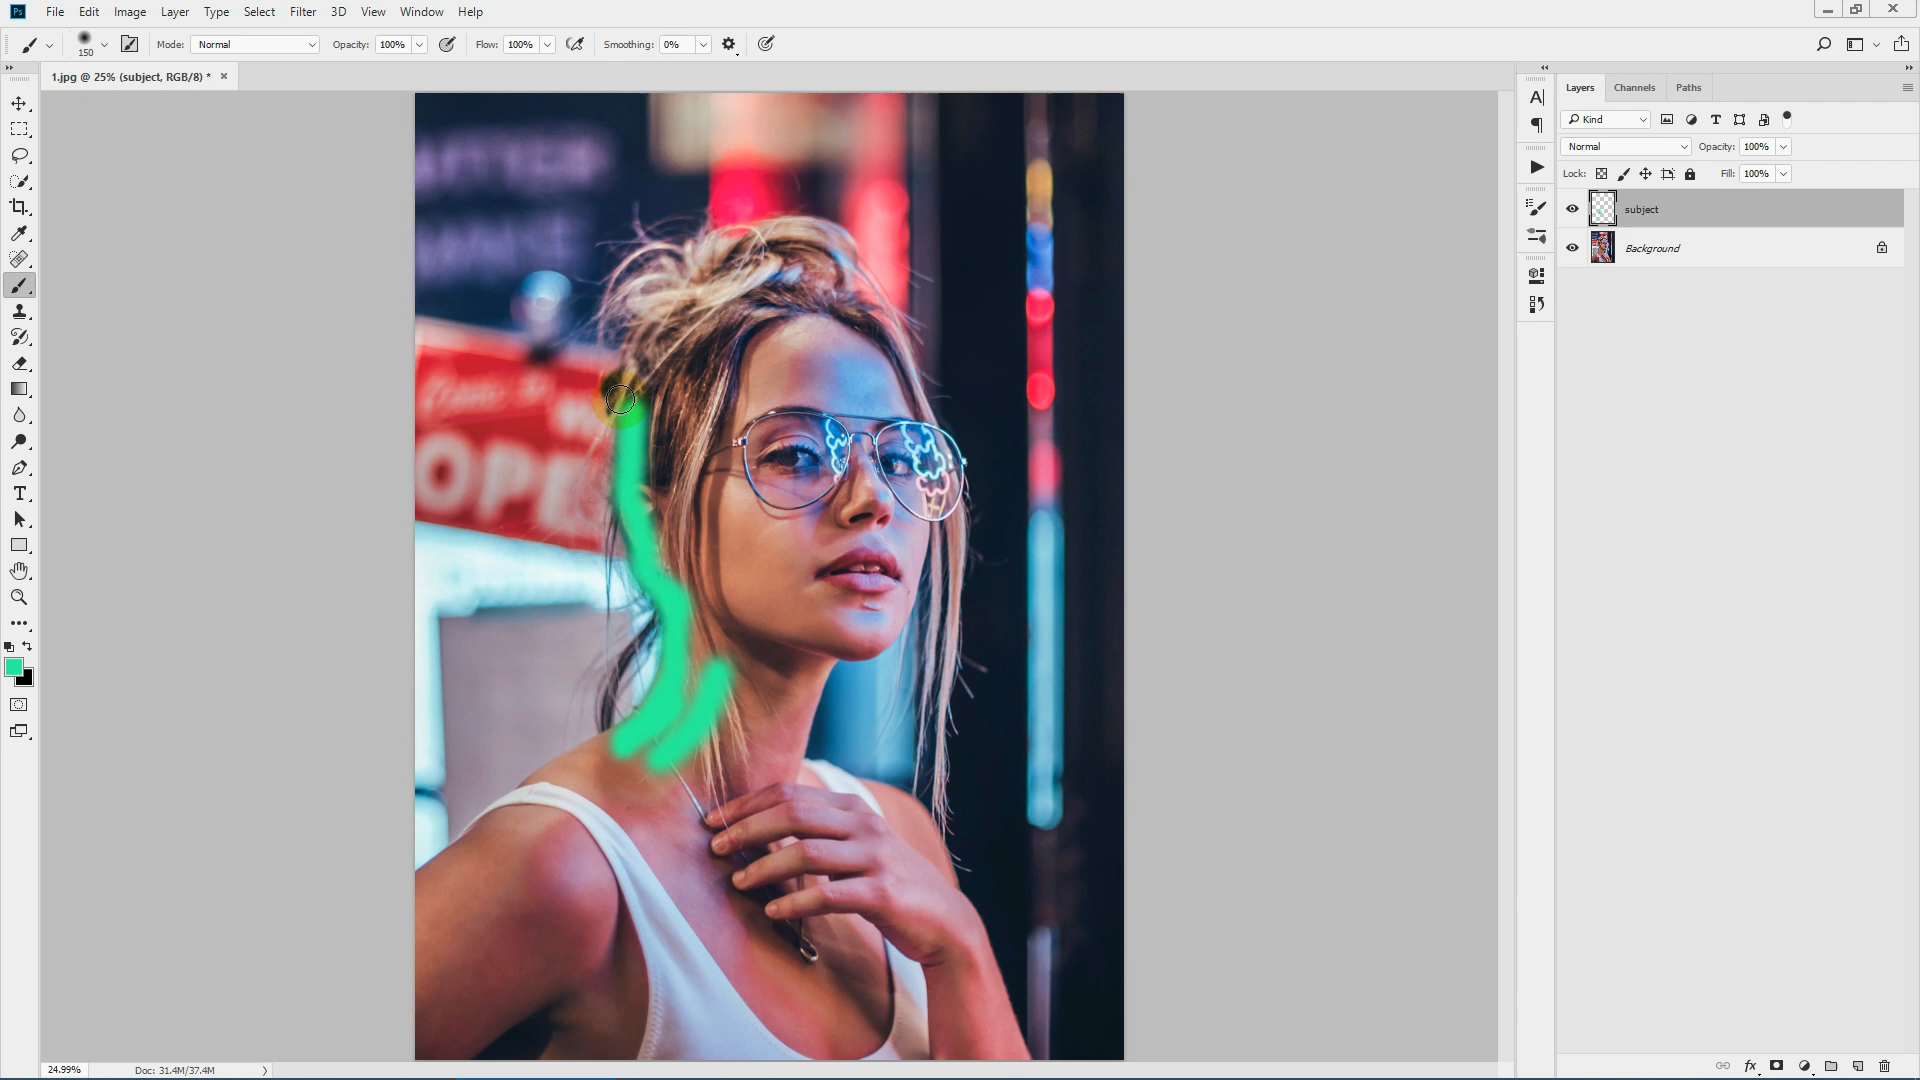 Ps File Edit Image Layer Type Select Filter 3D View Window Help
150 Mode: Normal Opacity: 100% Flow: 100% Smoothing: 0%
1.jpg @ 25% (subject, RGB/8) * ×
Layers Channels Paths
Kind
Normal Opacity: 100%
Lock: Fill: 100%
subject
Background
OPE
24.99% Doc: 31.4M/37.4M
fx